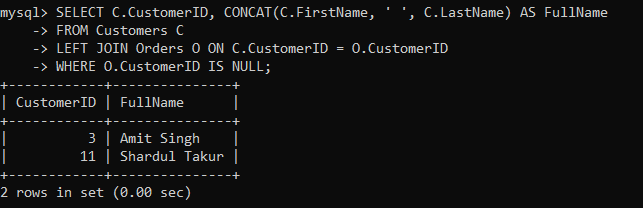 mysql> SELECT C.CustomerID, CONCAT(C.FirstName, ' ', C.LastName) AS FullName
    -> FROM Customers C
    -> LEFT JOIN Orders O ON C.CustomerID = O.CustomerID
    -> WHERE O.CustomerID IS NULL;
+------------+---------------+
| CustomerID | FullName      |
+------------+---------------+
|          3 | Amit Singh    |
|         11 | Shardul Takur |
+------------+---------------+
2 rows in set (0.00 sec)